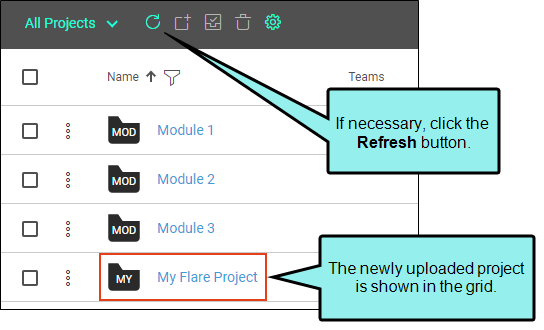 All Projects
Name Teams
If necessary, click the
Refresh button.
MOD Module 1
MOD Module 2
MOD Module 3
MY My Flare Project
The newly uploaded project
is shown in the grid.